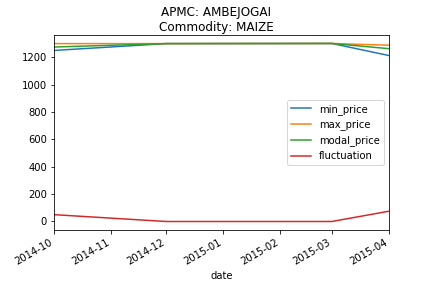 APMC: AMBEJOGAI
Commodity: MAIZE
1200
1000
800
600
400
200
0
min_price
max_price
modal_price
fluctuation
2014-10
2014-11
2014-12
2015-01
2015-02
2015-03
2015-04
date